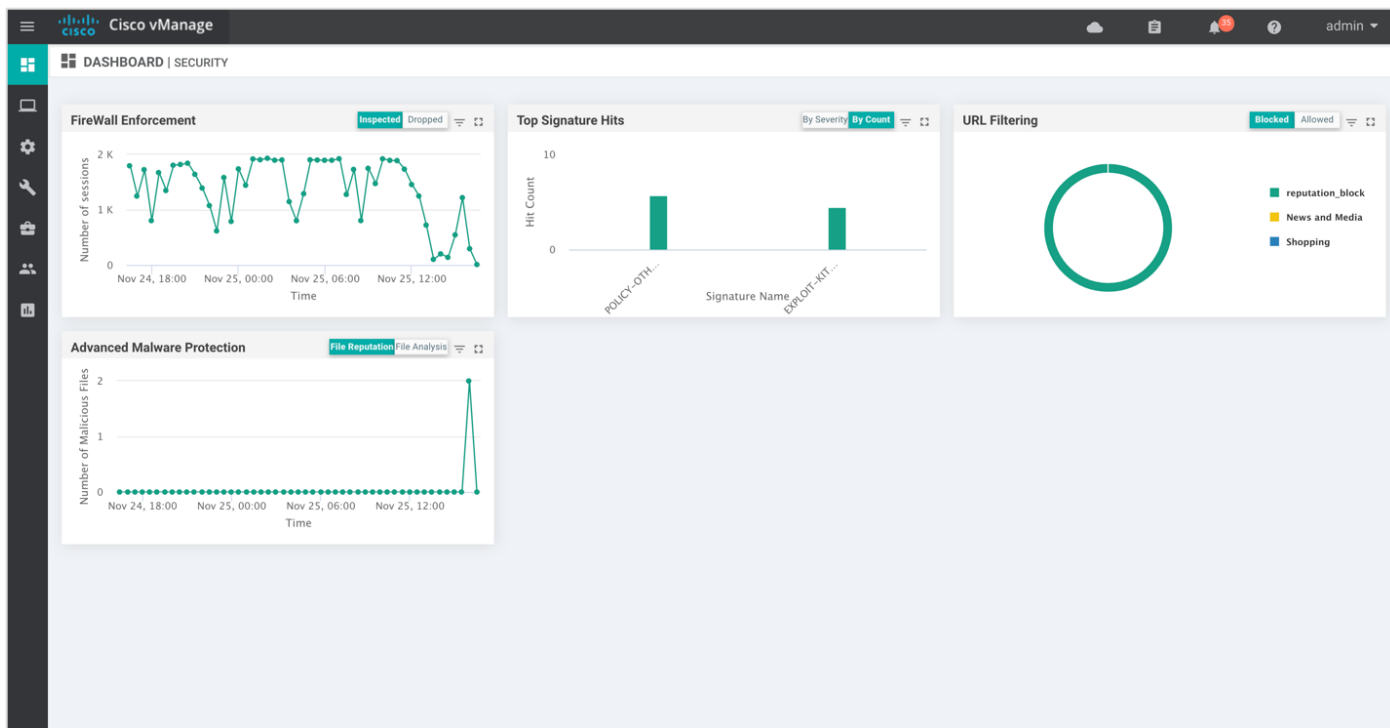 CISCO Cisco vManage 35 admin
DASHBOARD | SECURITY
FireWall Enforcement Inspected Dropped
Number of sessions
2 K
1 K
0
Nov 24, 18:00 Nov 25, 00:00 Nov 25, 06:00 Nov 25, 12:00
Time
Top Signature Hits By Severity By Count
Hit Count
10
0
POLICY-OTH... EXPLOIT-KIT...
Signature Name
URL Filtering Blocked Allowed
reputation_block
News and Media
Shopping
Advanced Malware Protection File Reputation File Analysis
Number of Malicious Files
2
1
0
Nov 24, 18:00 Nov 25, 00:00 Nov 25, 06:00 Nov 25, 12:00
Time